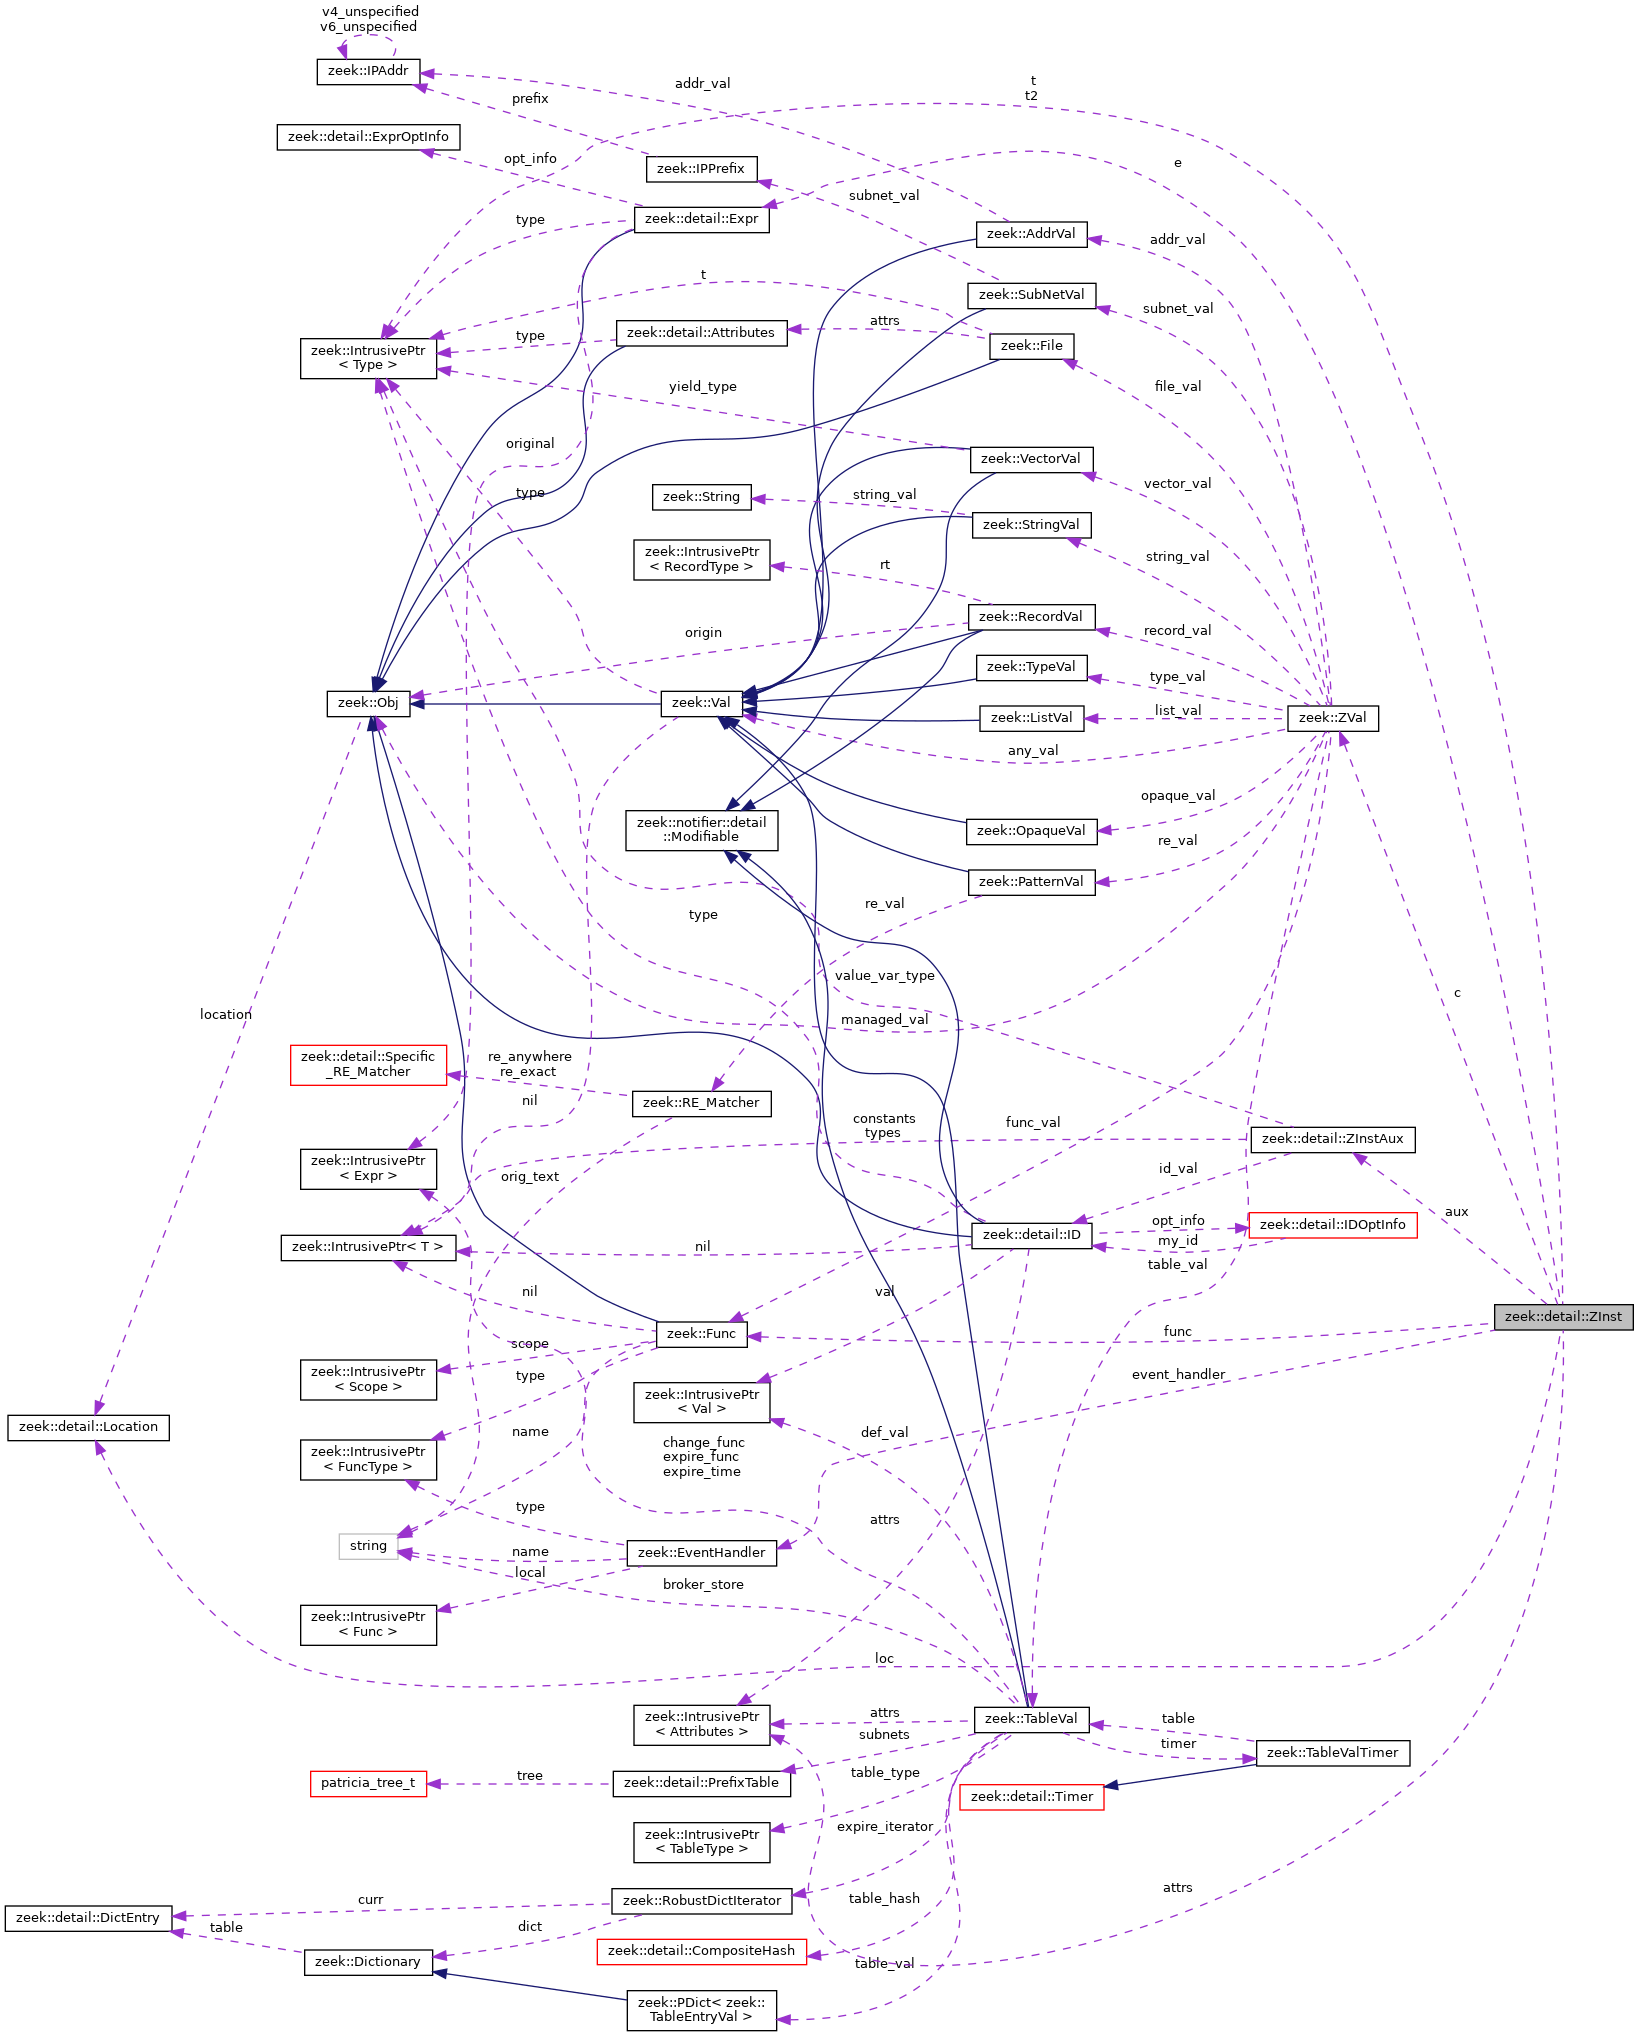 v4_unspecified
v6_unspecified
zeek::IPAddr
addr_val
t
t2
prefix
zeek::detail::ExprOptInfo
opt_info
zeek::IPPrefix
e
subnet_val
type
zeek::detail::Expr
zeek::AddrVal
addr_val
t
zeek::SubNetVal
subnet_val
attrs
zeek::detail::Attributes
type
zeek::File
zeek::IntrusivePtr
< Type >
yield_type
file_val
original
zeek::VectorVal
vector_val
type
zeek::String
string_val
zeek::StringVal
string_val
zeek::IntrusivePtr
< RecordType >
rt
zeek::RecordVal
record_val
origin
zeek::TypeVal
type_val
zeek::Obj
zeek::Val
zeek::ListVal
list_val
zeek::ZVal
any_val
opaque_val
zeek::notifier::detail
::Modifiable
zeek::OpaqueVal
re_val
zeek::PatternVal
re_val
type
value_var_type
c
location
managed_val
zeek::detail::Specific
_RE_Matcher
re_anywhere
re_exact
nil
zeek::RE_Matcher
constants
types
func_val
zeek::detail::ZInstAux
zeek::IntrusivePtr
< Expr >
orig_text
id_val
aux
zeek::IntrusivePtr< T >
nil
zeek::detail::ID
opt_info
my_id
zeek::detail::IDOptInfo
table_val
nil
val
zeek::detail::ZInst
scope
zeek::Func
func
zeek::IntrusivePtr
< Scope >
type
event_handler
zeek::IntrusivePtr
< Val >
zeek::detail::Location
name
def_val
zeek::IntrusivePtr
< FuncType >
change_func
expire_func
expire_time
type
attrs
string
name
zeek::EventHandler
local
broker_store
zeek::IntrusivePtr
< Func >
loc
zeek::IntrusivePtr
< Attributes >
attrs
zeek::TableVal
table
subnets
timer
zeek::TableValTimer
patricia_tree_t
tree
zeek::detail::PrefixTable
table_type
zeek::detail::Timer
zeek::IntrusivePtr
< TableType >
expire_iterator
attrs
curr
zeek::RobustDictIterator
table_hash
zeek::detail::DictEntry
table
dict
zeek::detail::CompositeHash
zeek::Dictionary
table_val
zeek::PDict< zeek::
TableEntryVal >